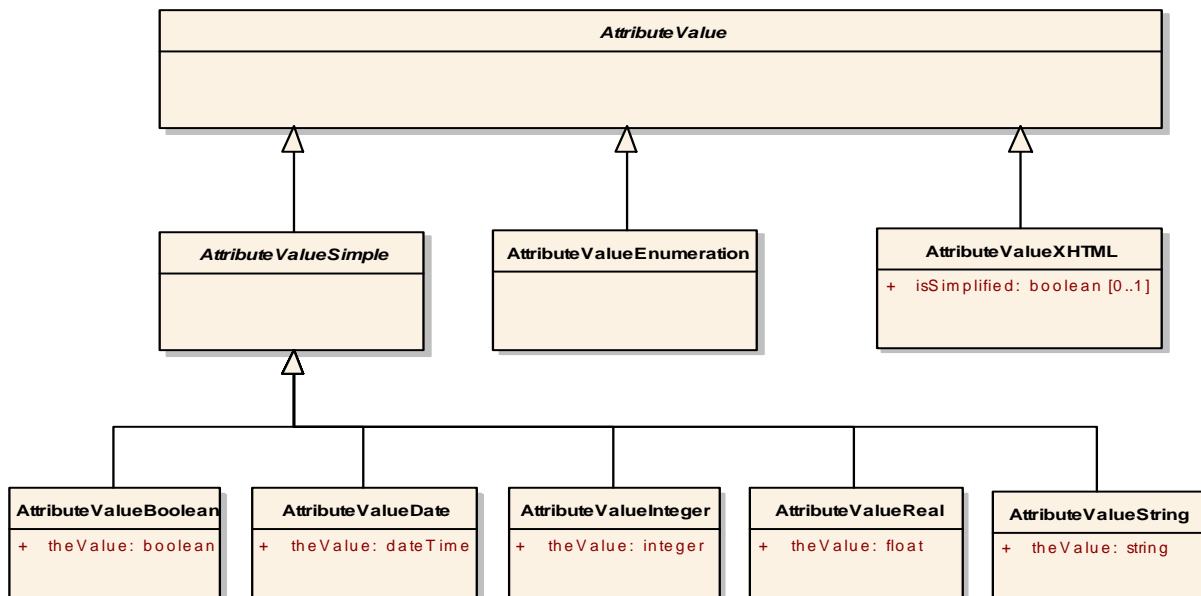 AttributeValue
AttributeValueSimple
AttributeValueEnumeration
AttributeValueXHTML
+ isSimplified: boolean [0..1]
AttributeValueBoolean
+ theValue: boolean
AttributeValueDate
+ theValue: dateTime
AttributeValueInteger
+ theValue: integer
AttributeValueReal
+ theValue: float
AttributeValueString
+ theValue: string